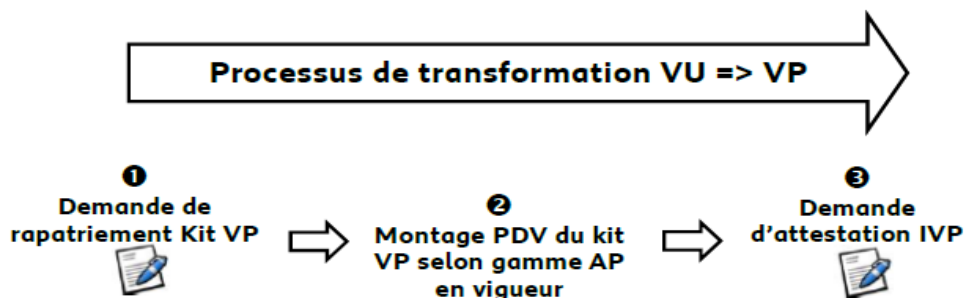 Processus de transformation VU => VP
❶
Demande de
rapatriement Kit VP
❷
Montage PDV du kit
VP selon gamme AP
en vigueur
❸
Demande
d'attestation IVP